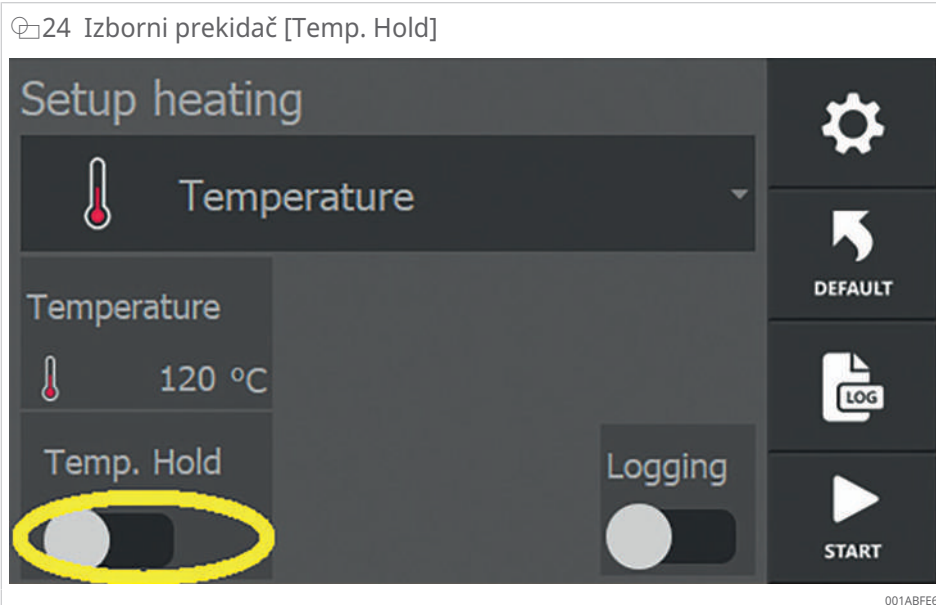 24 Izborni prekidač [Temp. Hold]
Setup heating
Temperature
DEFAULT
Temperature
120 °C
LOG
Temp. Hold
Logging
START
001ABFE6